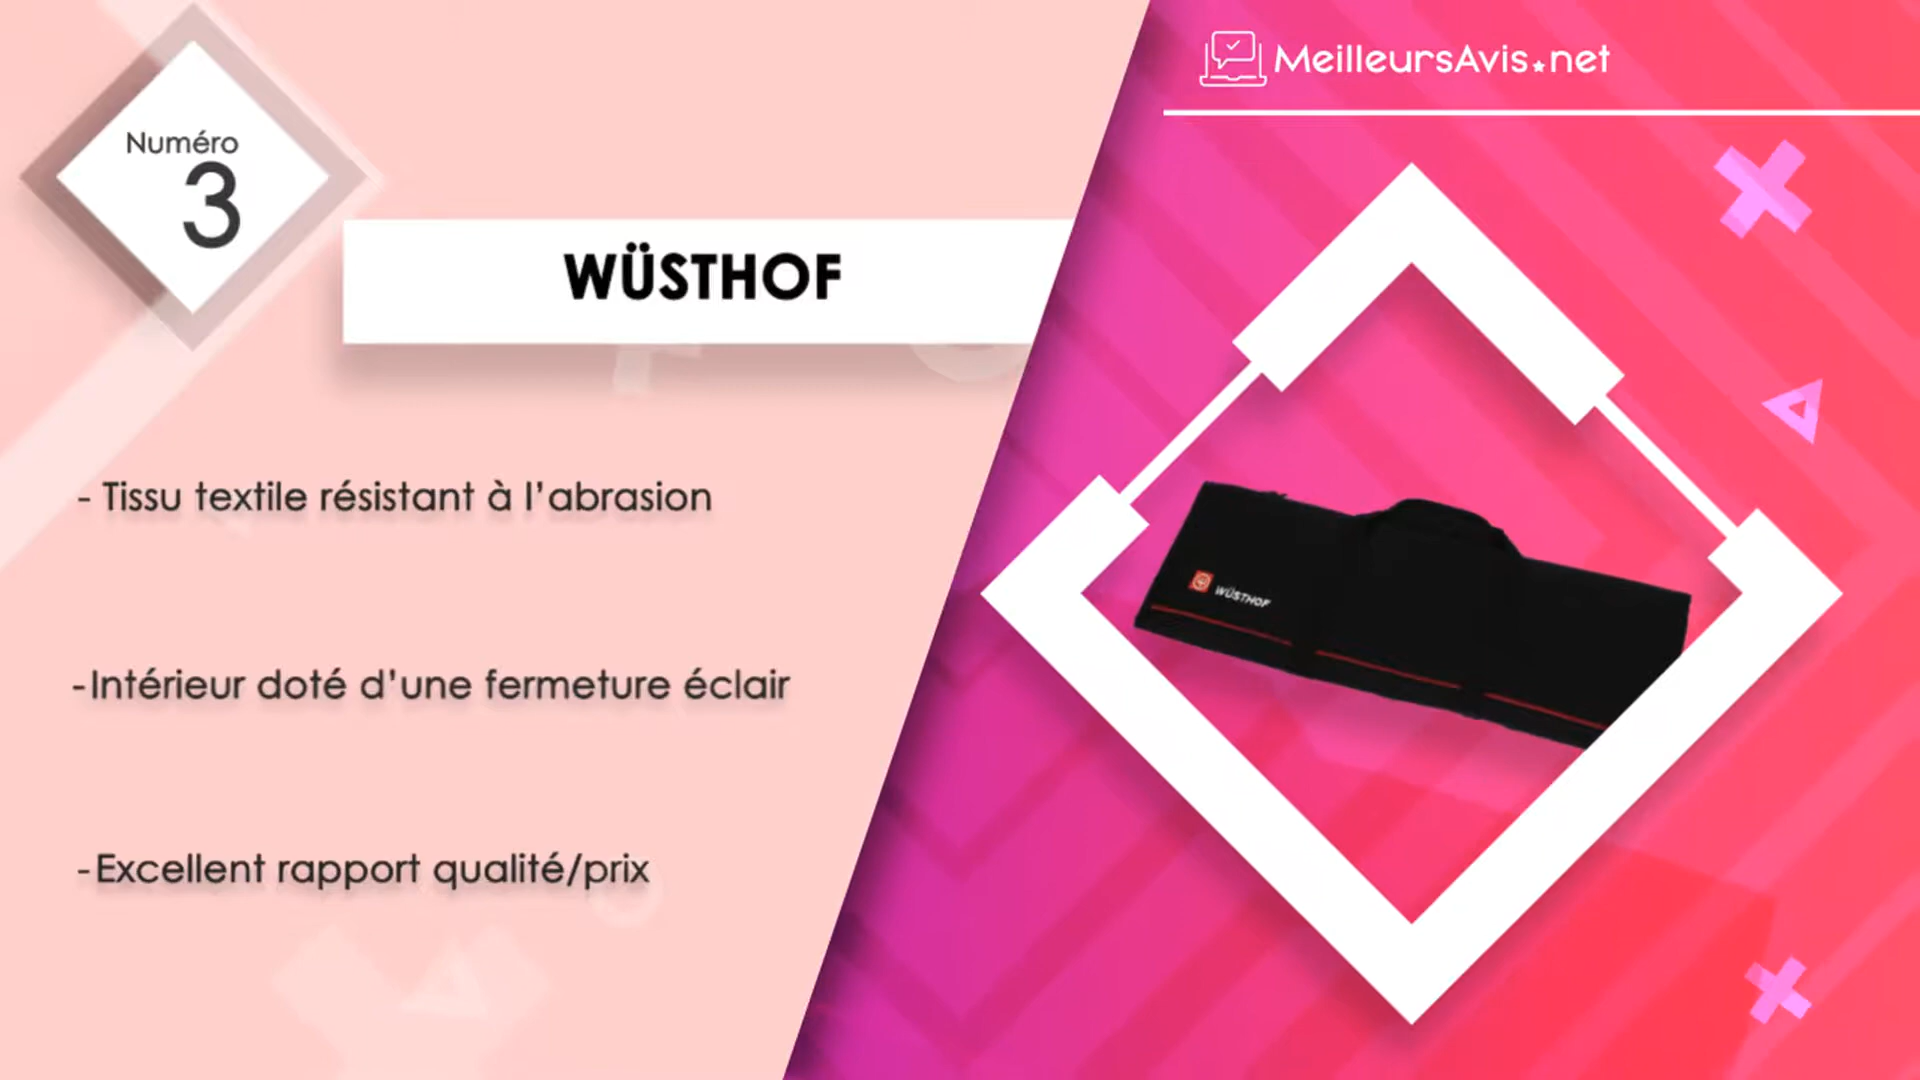 Numéro
3
WÜSTHOF
- Tissu textile résistant à l’abrasion
-Intérieur doté d’une fermeture éclair
-Excellent rapport qualité/prix
MeilleursAvis.net
WÜSTHOF